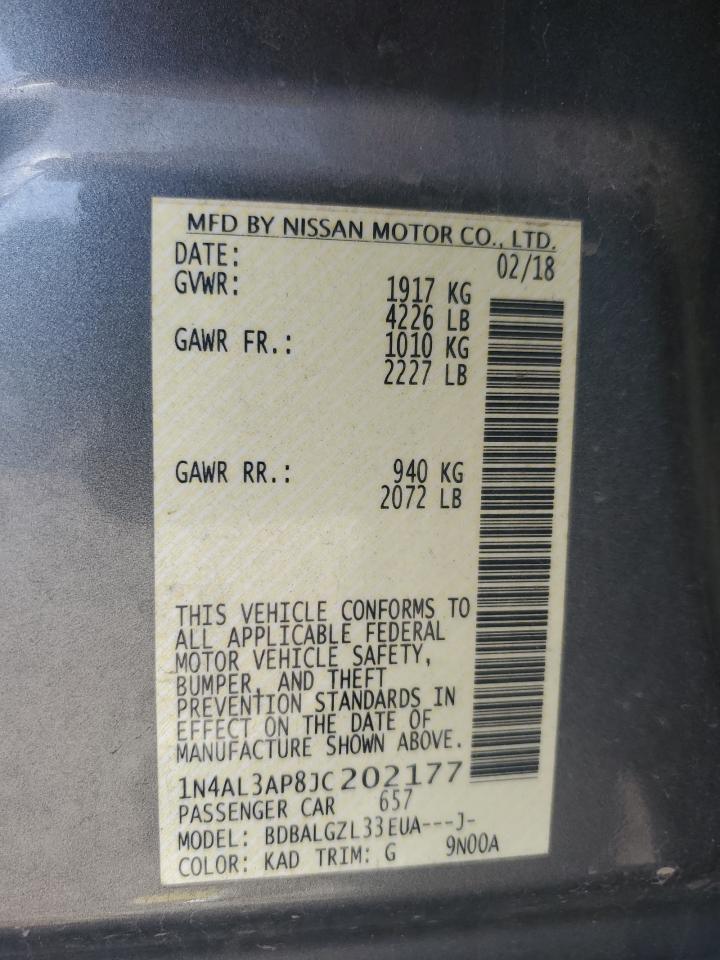 MFD BY NISSAN MOTOR CO., LTD.
DATE: 02/18
GVWR: 1917 KG
4226 LB
GAWR FR.: 1010 KG
2227 LB
GAWR RR.: 940 KG
2072 LB
THIS VEHICLE CONFORMS TO
ALL APPLICABLE FEDERAL
MOTOR VEHICLE SAFETY,
BUMPER, AND THEFT
PREVENTION STANDARDS IN
EFFECT ON THE DATE OF
MANUFACTURE SHOWN ABOVE.
1N4AL3AP8JC202177
PASSENGER CAR 657
MODEL: BDBALGZL33EUA---J-
COLOR: KAD TRIM: G 9N00A